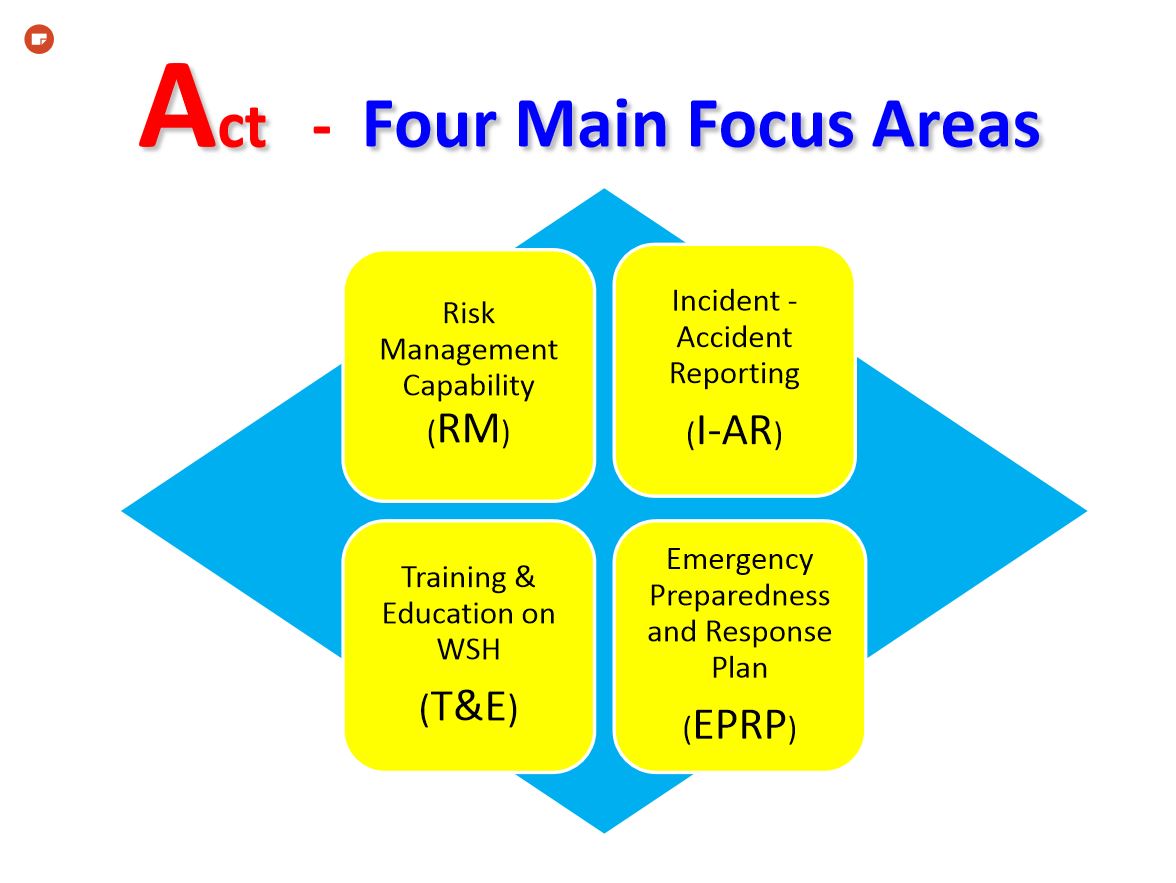 Act - Four Main Focus Areas
Risk
Management
Capability
(RM)
Incident -
Accident
Reporting
(I-AR)
Training &
Education on
WSH
(T&E)
Emergency
Preparedness
and Response
Plan
(EPRP)